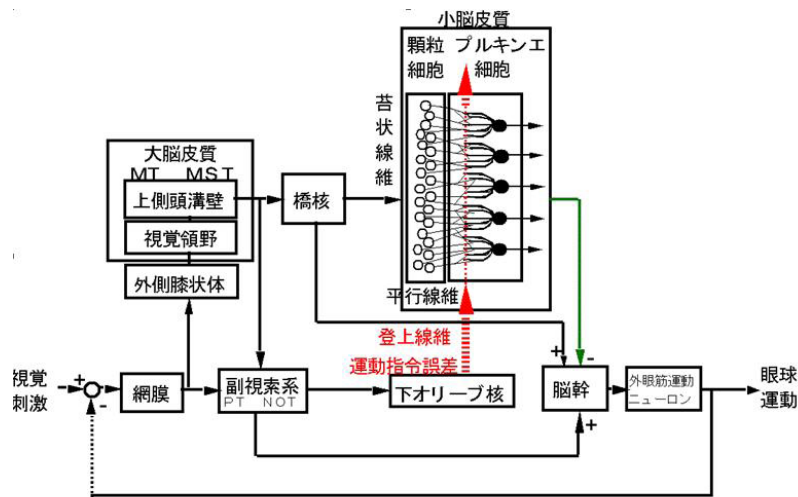 小脳皮質
顆粒 プルキンエ
細胞 細胞
苔状線維
大脳皮質
MT MST
上側頭溝壁
視覚領野
橋核
外側膝状体
平行線維
登上線維
運動指令誤差
+
-
視覚
刺激
+
-
網膜
副視索系
PT NOT
下オリーブ核
脳幹
+
外眼筋運動
ニューロン
眼球
運動